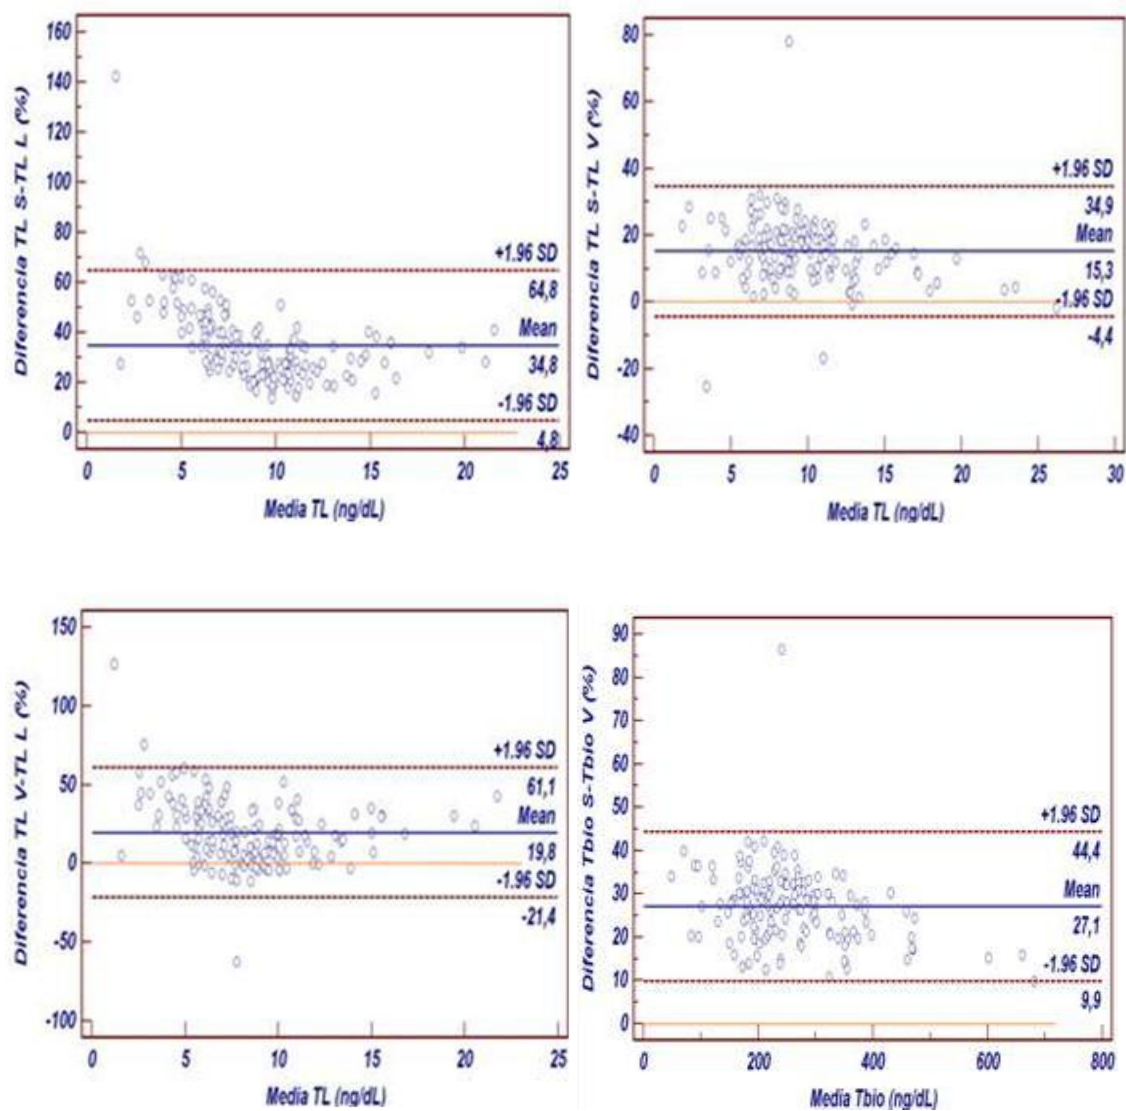 Diferencia TL S-TL L (%)
160
140
120
100
80
60
40
20
0
+1.96 SD
64,8
Mean
34,8
-1.96 SD
4,8
0 5 10 15 20 25
Media TL (ng/dL)
Diferencia TL S-TL V (%)
80
60
40
20
0
-20
-40
+1.96 SD
34,9
Mean
15,3
-1.96 SD
-4,4
0 5 10 15 20 25 30
Media TL (ng/dL)
Diferencia TL V-TL L (%)
150
100
50
0
-50
-100
+1.96 SD
61,1
Mean
19,8
-1.96 SD
-21,4
0 5 10 15 20 25
Media TL (ng/dL)
Diferencia Tbio S-Tbio V (%)
90
80
70
60
50
40
30
20
10
0
+1.96 SD
44,4
Mean
27,1
-1.96 SD
9,9
0 200 400 600 800
Media Tbio (ng/dL)